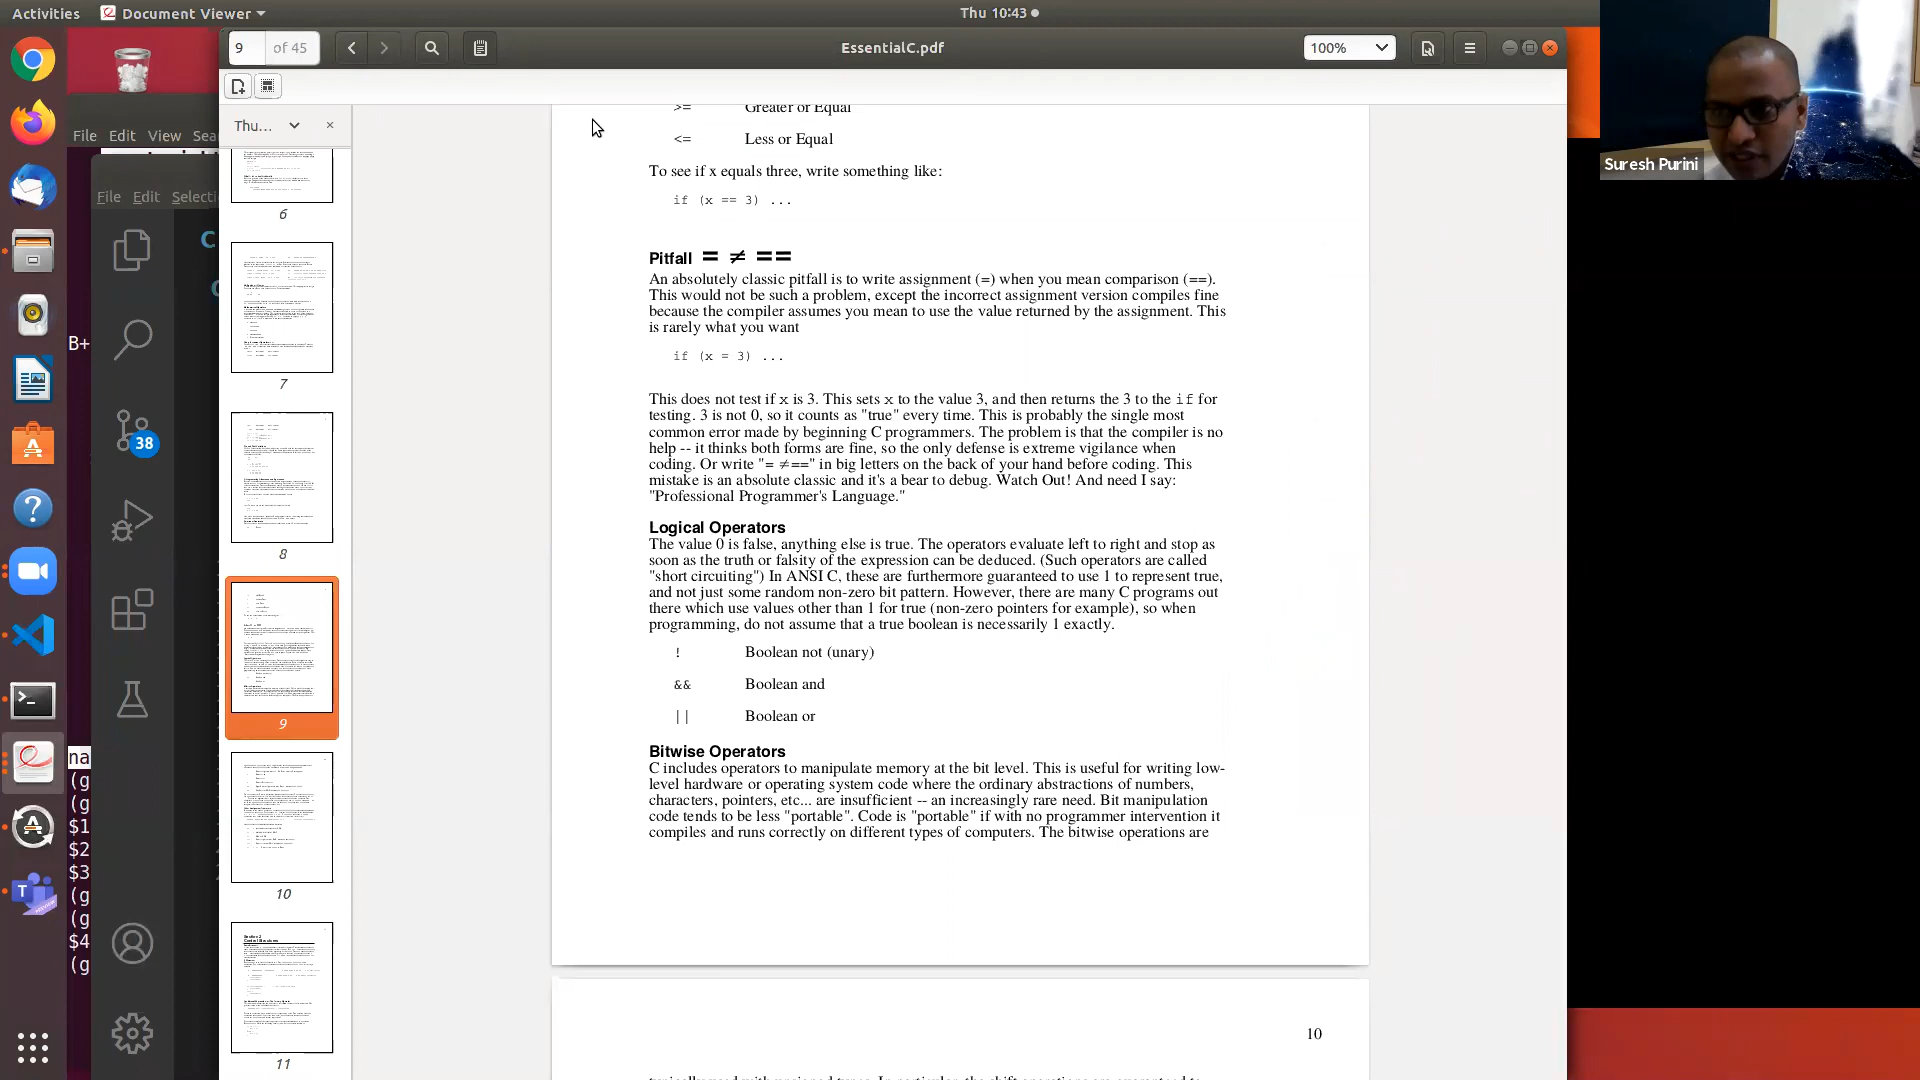 Activities
Document Viewer
Thu 10:43
9
of 45
EssentialC.pdf
100%
Thu...
File Edit View Sea
File Edit Selecti
B+
38
na
(g
(g
$1
$2
$3
(g
(g
$4
(g
6
7
8
9
10
11
>= Greater or Equal
<= Less or Equal
To see if x equals three, write something like:
if (x == 3) ...
Pitfall = ≠ ==
An absolutely classic pitfall is to write assignment (=) when you mean comparison (==).
This would not be such a problem, except the incorrect assignment version compiles fine
because the compiler assumes you mean to use the value returned by the assignment. This
is rarely what you want
if (x = 3) ...
This does not test if x is 3. This sets x to the value 3, and then returns the 3 to the if for
testing. 3 is not 0, so it counts as "true" every time. This is probably the single most
common error made by beginning C programmers. The problem is that the compiler is no
help -- it thinks both forms are fine, so the only defense is extreme vigilance when
coding. Or write "= ≠==" in big letters on the back of your hand before coding. This
mistake is an absolute classic and it's a bear to debug. Watch Out! And need I say:
"Professional Programmer's Language."
Logical Operators
The value 0 is false, anything else is true. The operators evaluate left to right and stop as
soon as the truth or falsity of the expression can be deduced. (Such operators are called
"short circuiting") In ANSI C, these are furthermore guaranteed to use 1 to represent true,
and not just some random non-zero bit pattern. However, there are many C programs out
there which use values other than 1 for true (non-zero pointers for example), so when
programming, do not assume that a true boolean is necessarily 1 exactly.
! Boolean not (unary)
&& Boolean and
|| Boolean or
Bitwise Operators
C includes operators to manipulate memory at the bit level. This is useful for writing low-
level hardware or operating system code where the ordinary abstractions of numbers,
characters, pointers, etc... are insufficient -- an increasingly rare need. Bit manipulation
code tends to be less "portable". Code is "portable" if with no programmer intervention it
compiles and runs correctly on different types of computers. The bitwise operations are
10
Suresh Purini